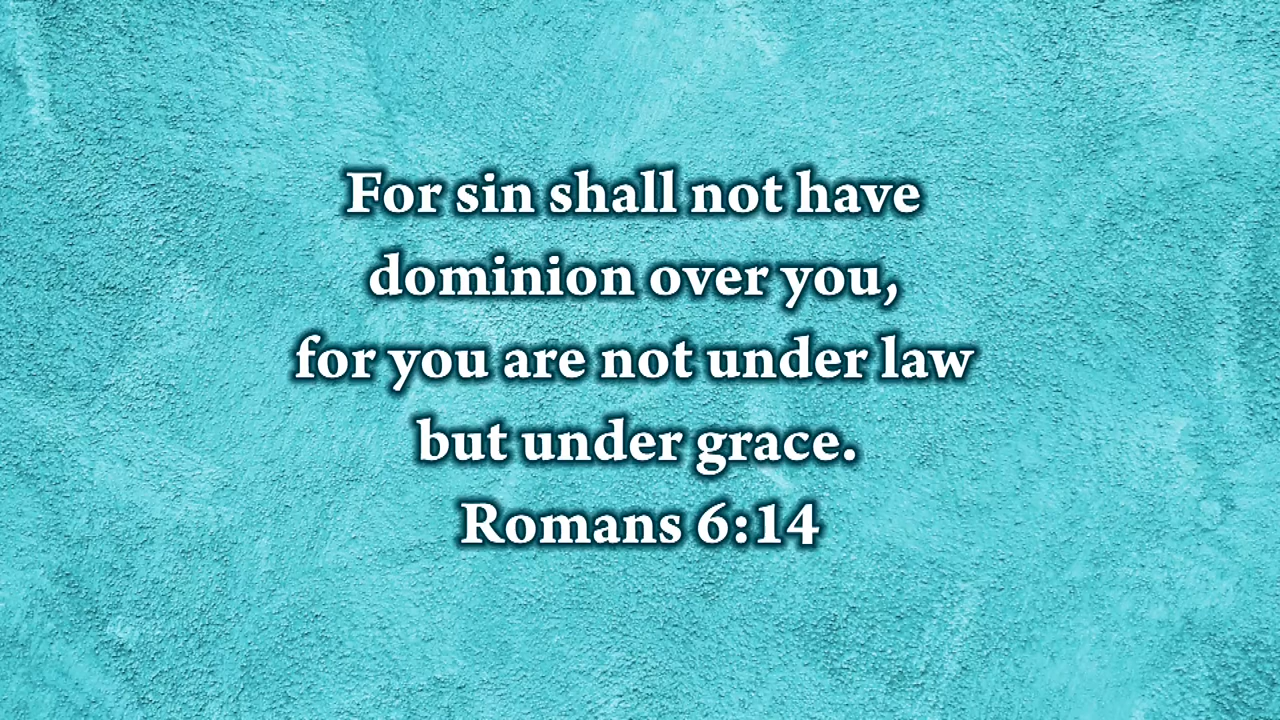 For sin shall not have
dominion over you,
for you are not under law
but under grace.
Romans 6:14